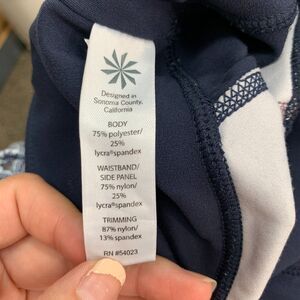 Designed in
Sonoma County,
California
BODY
75% polyester/
25%
lycra®spandex
WAISTBAND/
SIDE PANEL
75% nylon/
25%
lycra®spandex
TRIMMING
87% nylon/
13% spandex
RN #54023